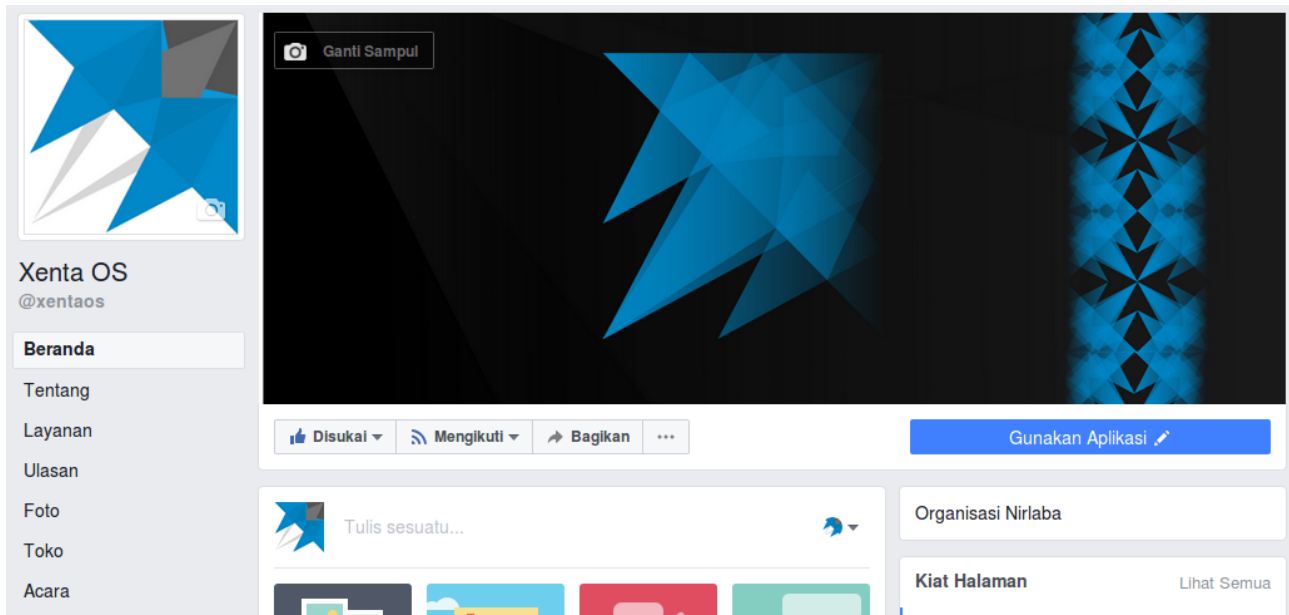 Ganti Sampul
Xenta OS
@xentaos
Beranda
Tentang
Layanan
Ulasan
Foto
Toko
Acara
Disukai
Mengikuti
Bagikan
Gunakan Aplikasi
Tulis sesuatu...
Organisasi Nirlaba
Kiat Halaman
Lihat Semua